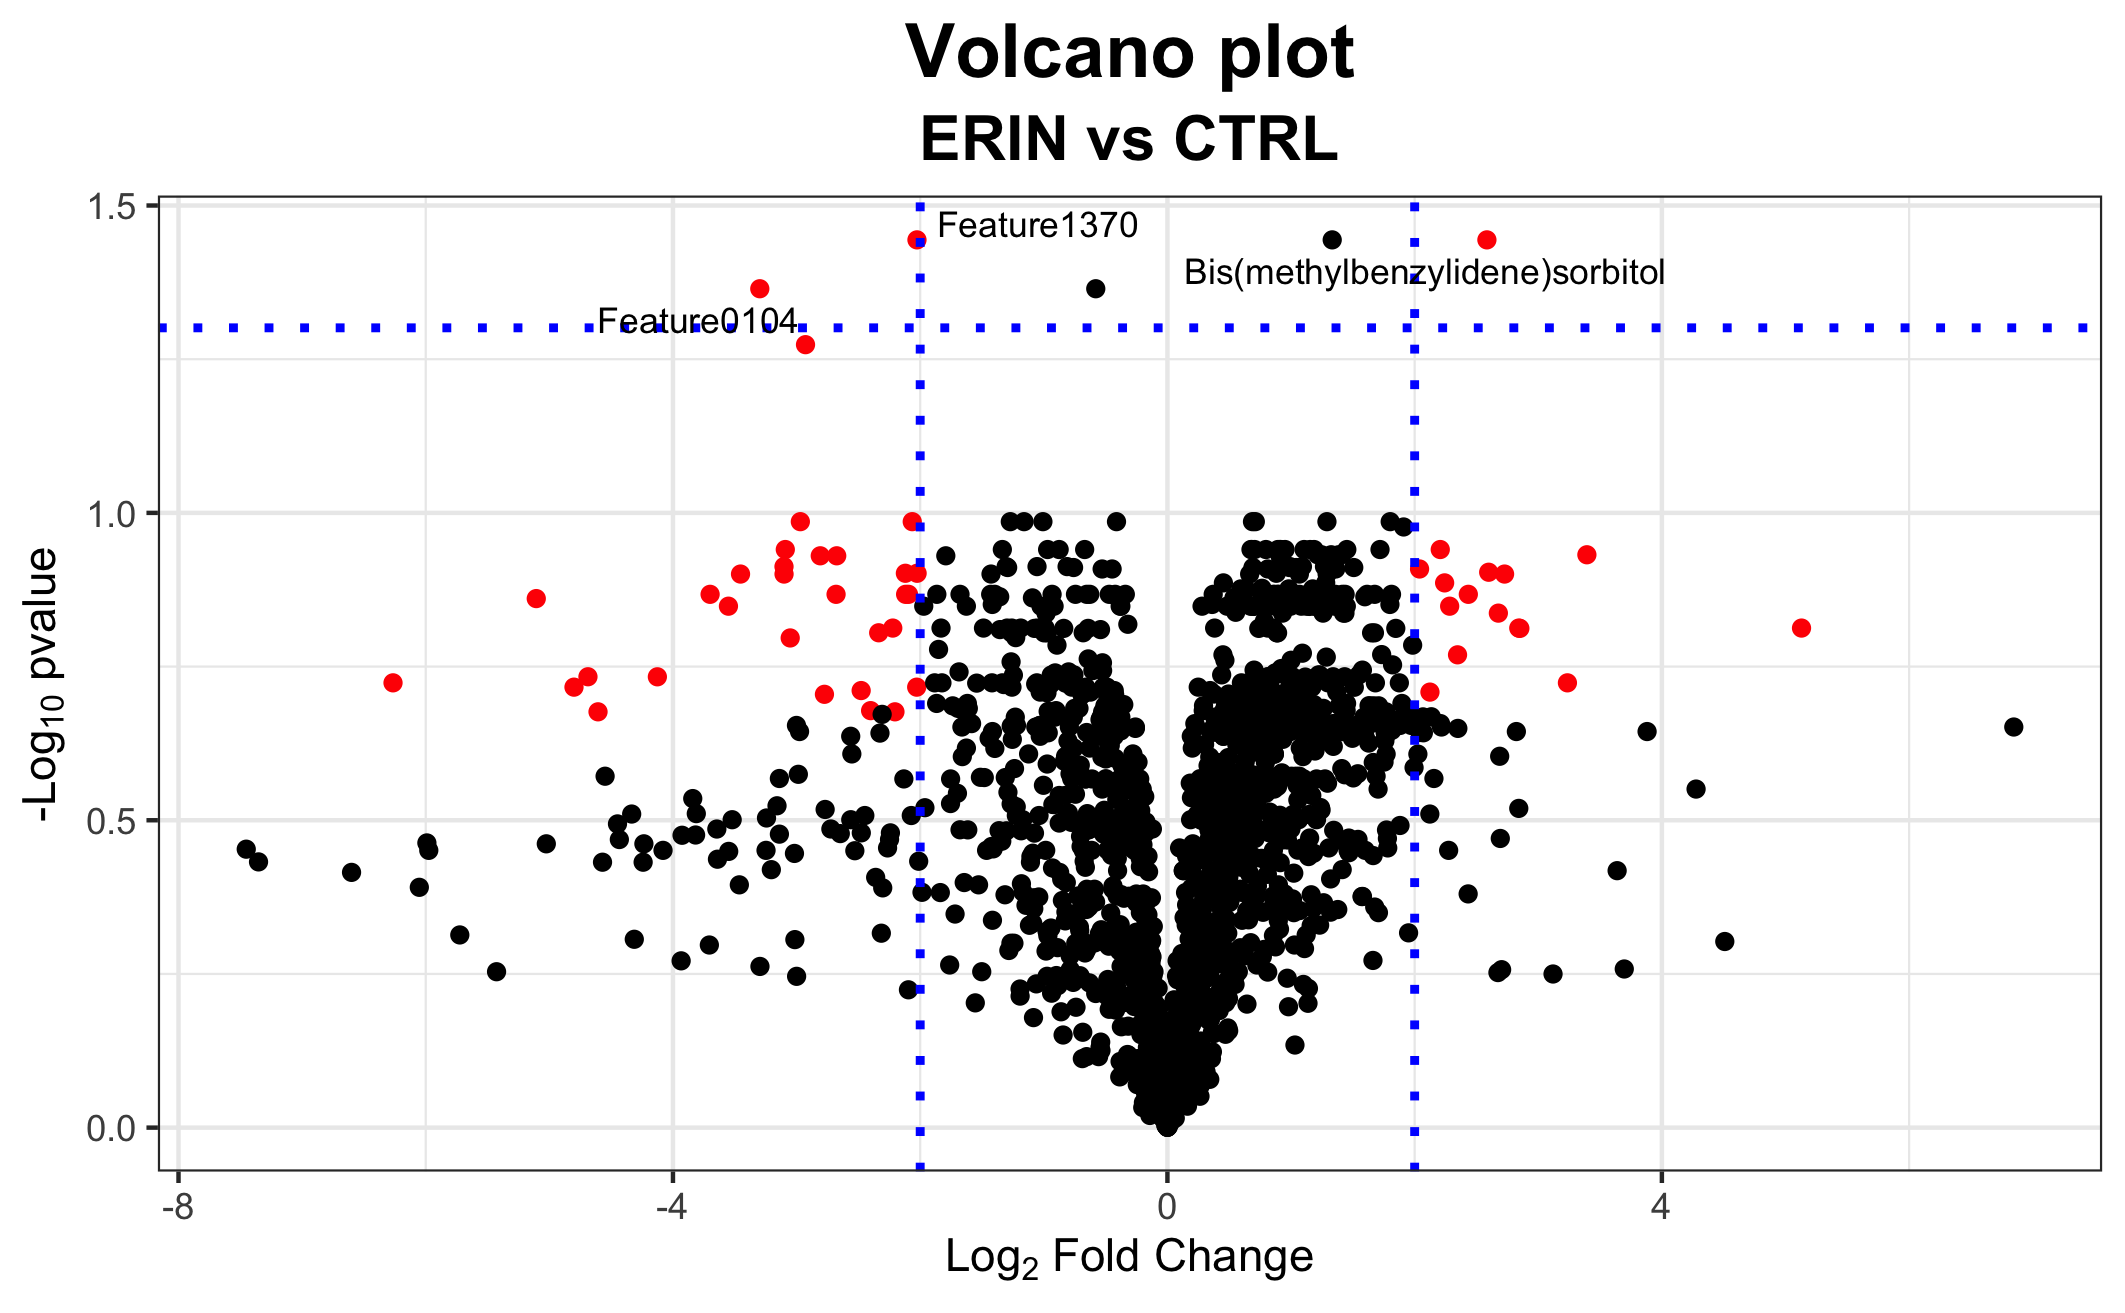 Volcano plot
ERIN vs CTRL
1.5
1.0
0.5
0.0
-Log10 pvalue
Feature1370
Bis(methylbenzylidene)sorbitol
Feature0104
-8
-4
0
4
Log2 Fold Change